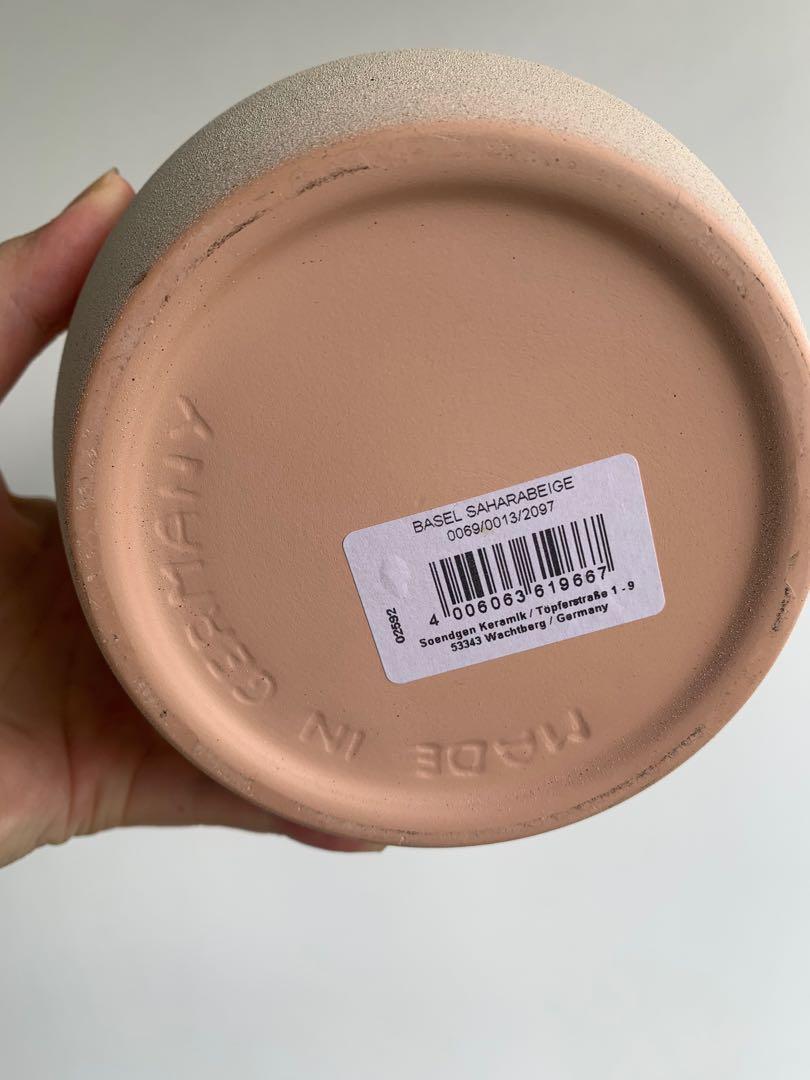 BASEL SAHARABEIGE
0069/0013/2097
4 006063 619667
02592
Soendgen Keramik / Töpferstraße 1 - 9
53343 Wachtberg / Germany
MADE IN GERMANY